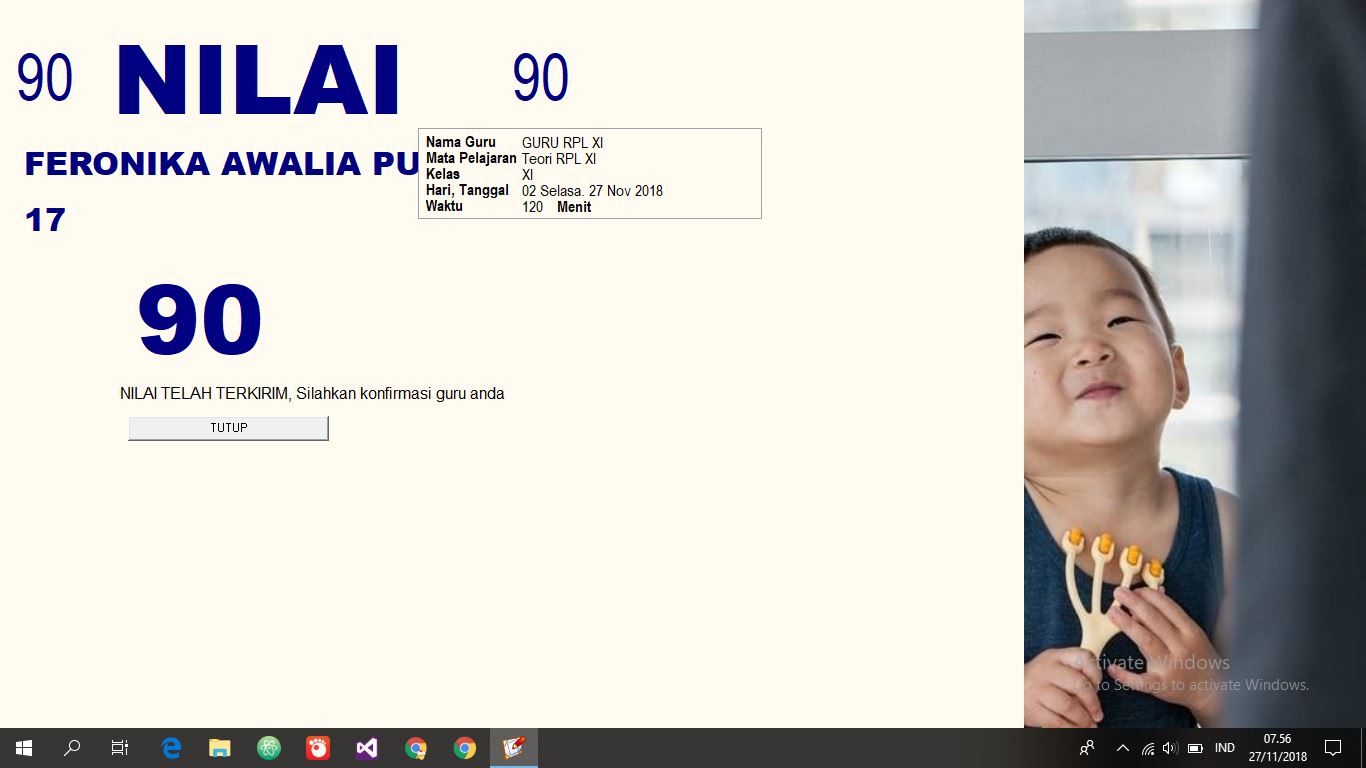 90 NILAI 90
FERONIKA AWALIA PU
17
Nama Guru GURU RPL XI
Mata Pelajaran Teori RPL XI
Kelas XI
Hari, Tanggal 02 Selasa. 27 Nov 2018
Waktu 120 Menit
90
NILAI TELAH TERKIRIM, Silahkan konfirmasi guru anda
TUTUP
Activate Windows
Go to Settings to activate Windows.
IND
07.56
27/11/2018